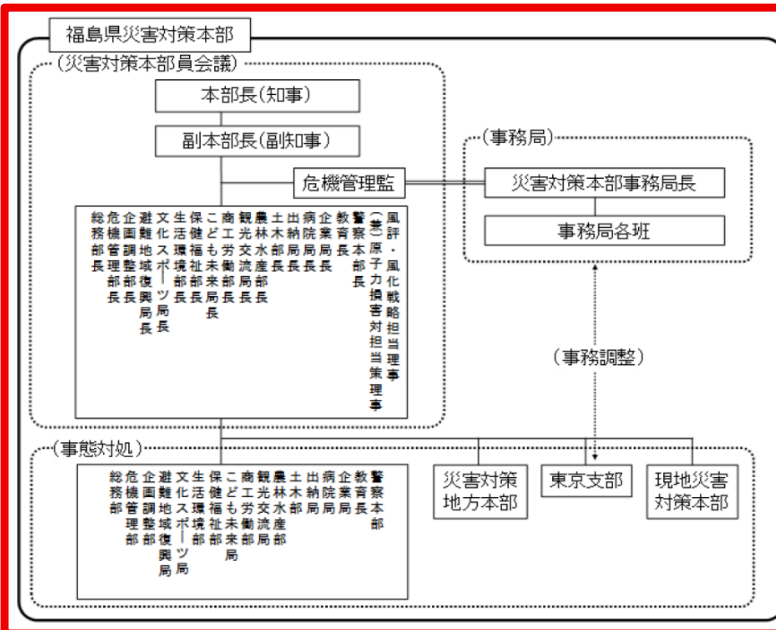 福島県災害対策本部
(災害対策本部員会議)
本部長(知事)
副本部長(副知事)
危機管理監
(事務局)
災害対策本部事務局長
事務局各班
風評・風化戦略担当理事
(兼)原子力損害対担当策理事
警察本部長
教育長
企業局長
病院局長
出納局長
土木部長
農林水産部長
観光交流局長
商工労働部長
こども未来局長
保健福祉部長
生活環境部長
文化スポーツ局長
避難地域復興局長
企画調整部長
危機管理部長
総務部長
(事務調整)
(事態対処)
警察本部
教育長
企業局
病院局
出納局
土木部
農林水産部
観光交流局
商工労働部
こども未来局
保健福祉部
生活環境部
文化スポーツ局
避難地域復興局
企画調整部
危機管理部
総務部
災害対策
地方本部
東京支部
現地災害
対策本部